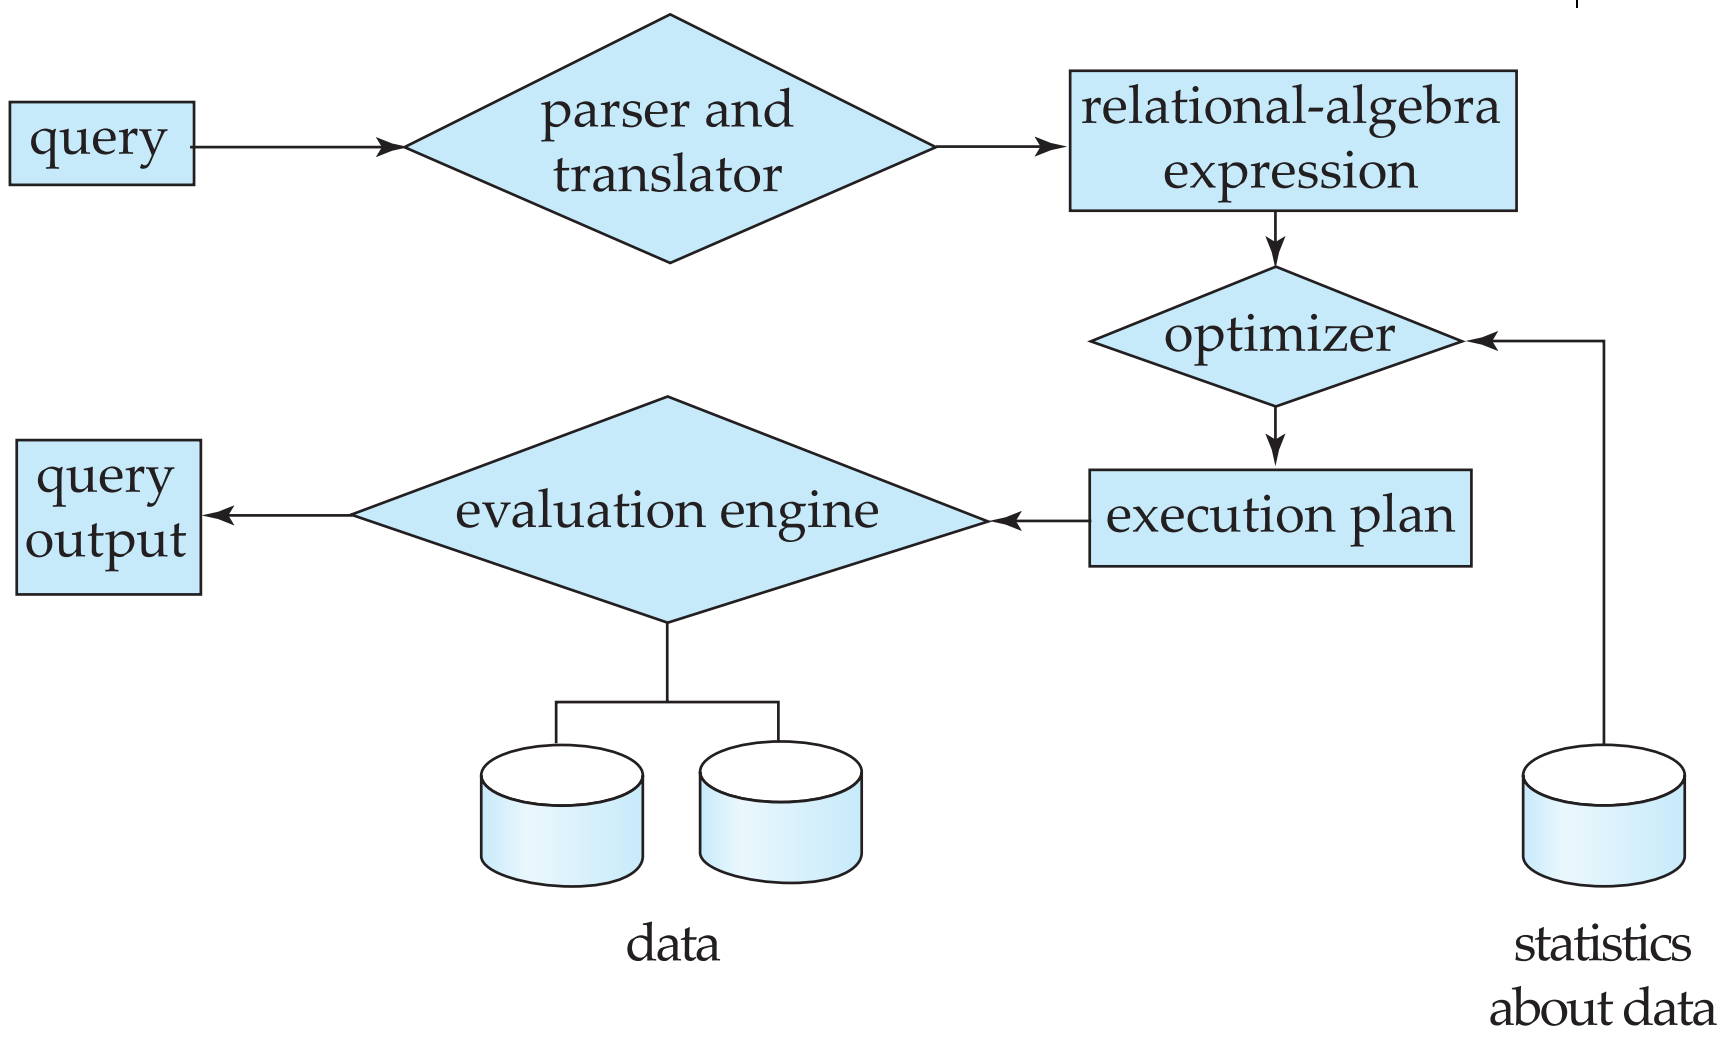 query
parser and
translator
relational-algebra
expression
optimizer
query
output
evaluation engine
execution plan
data
statistics
about data